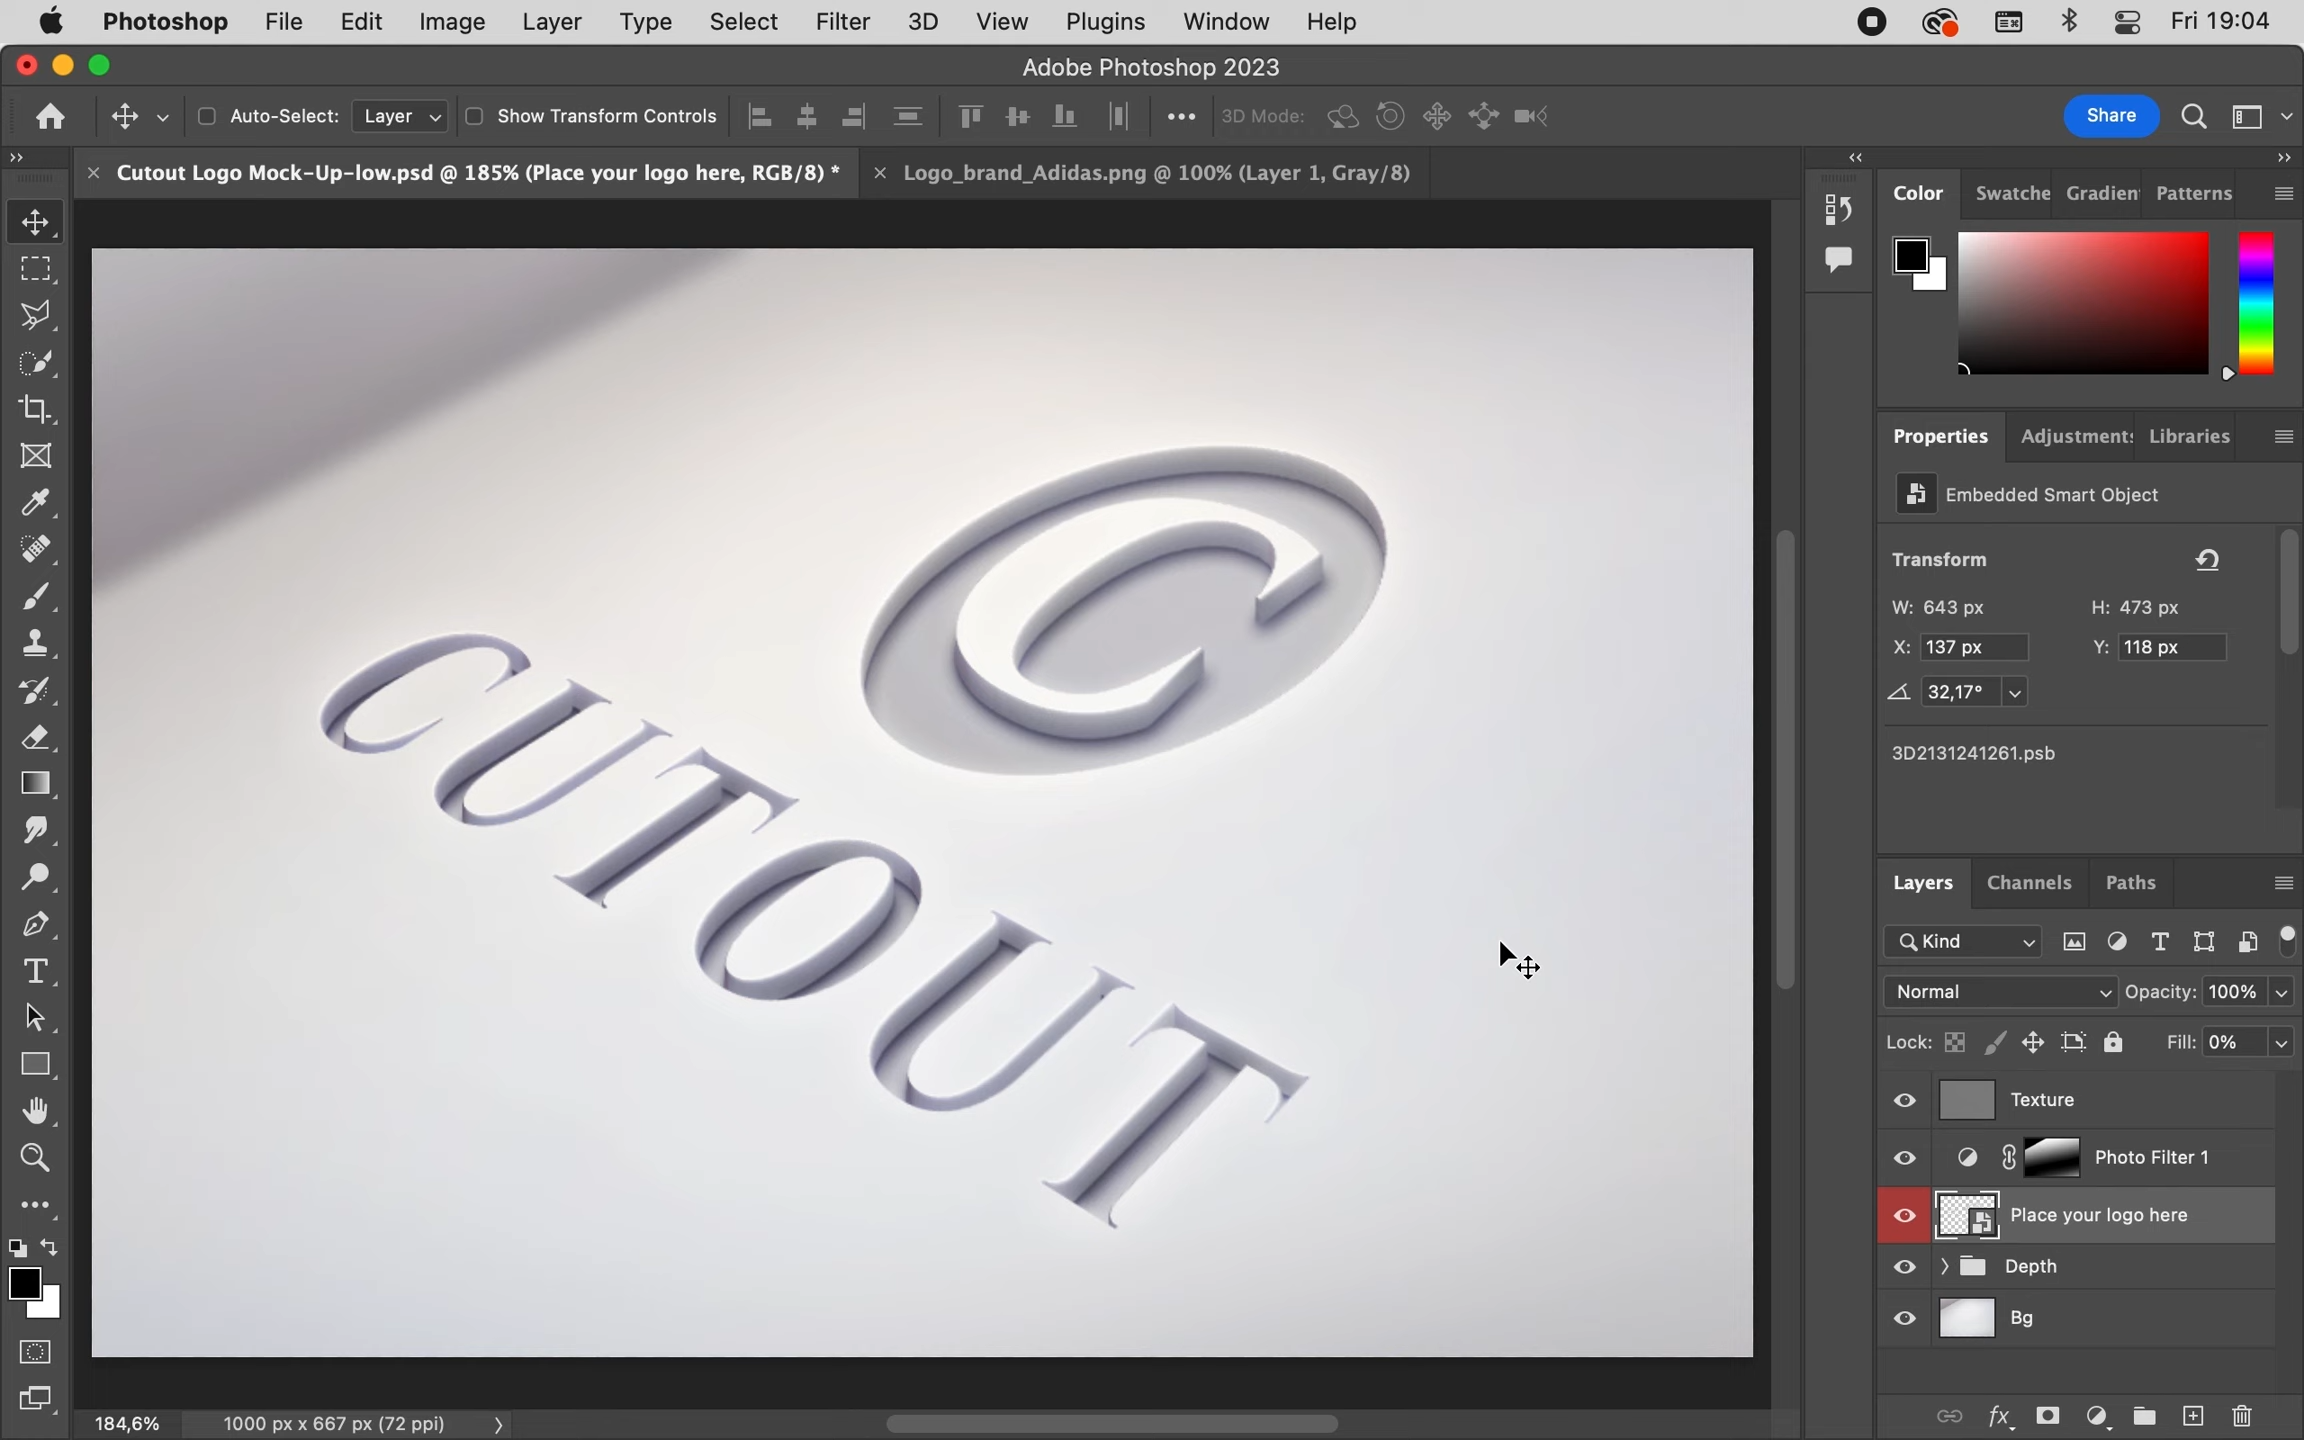 Photoshop File Edit Image Layer Type Select Filter 3D View Plugins Window Help Fri 19:04
Adobe Photoshop 2023
Auto-Select: Layer Show Transform Controls 3D Mode: Share
Cutout Logo Mock-Up-low.psd @ 185% (Place your logo here, RGB/8) * Logo_brand_Adidas.png @ 100% (Layer 1, Gray/8)
Color Swatche Gradien Patterns
C
CUTOUT
Properties Adjustment Libraries
Embedded Smart Object
Transform
W: 643 px H: 473 px
X: 137 px Y: 118 px
32,17°
3D2131241261.psb
Layers Channels Paths
Kind
Normal Opacity: 100%
Lock: Fill: 0%
Texture
Photo Filter 1
Place your logo here
Depth
Bg
184,6% 1000 px x 667 px (72 ppi)